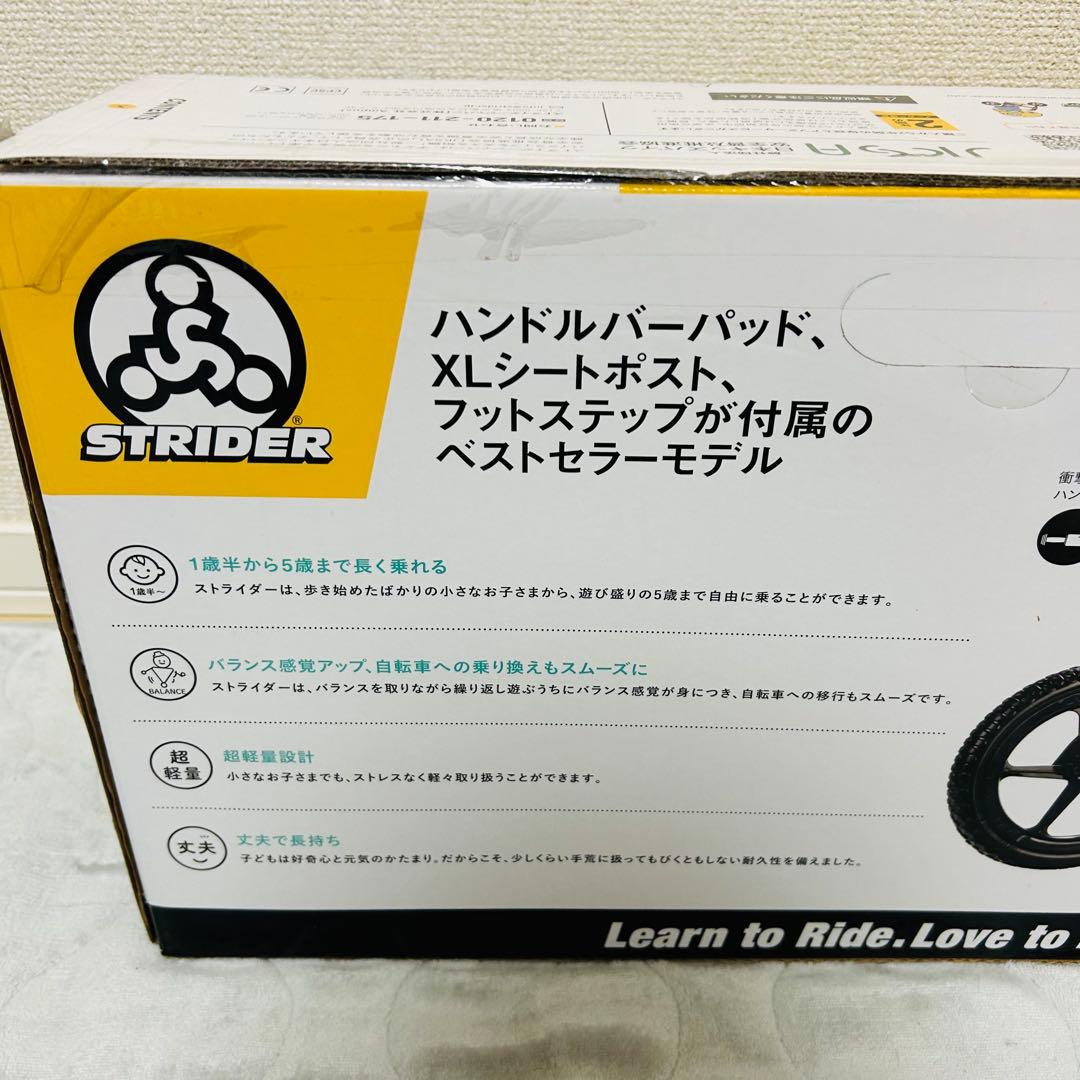 CONTENTS
0120-211-175
STRIDER®
ハンドルバーパッド、
XLシートポスト、
フットステップが付属の
ベストセラーモデル
1歳半〜
1歳半から5歳まで長く乗れる
ストライダーは、歩き始めたばかりの小さなお子さまから、遊び盛りの5歳まで自由に乗ることができます。
BALANCE
バランス感覚アップ、自転車への乗り換えもスムーズに
ストライダーは、バランスを取りながら繰り返し遊ぶうちにバランス感覚が身につき、自転車への移行もスムーズです。
超
軽量
超軽量設計
小さなお子さまでも、ストレスなく軽々取り扱うことができます。
丈夫
丈夫で長持ち
子どもは好奇心と元気のかたまり。だからこそ、少しくらい手荒に扱ってもびくともしない耐久性を備えました。
衝撃
ハン
Learn to Ride. Love to